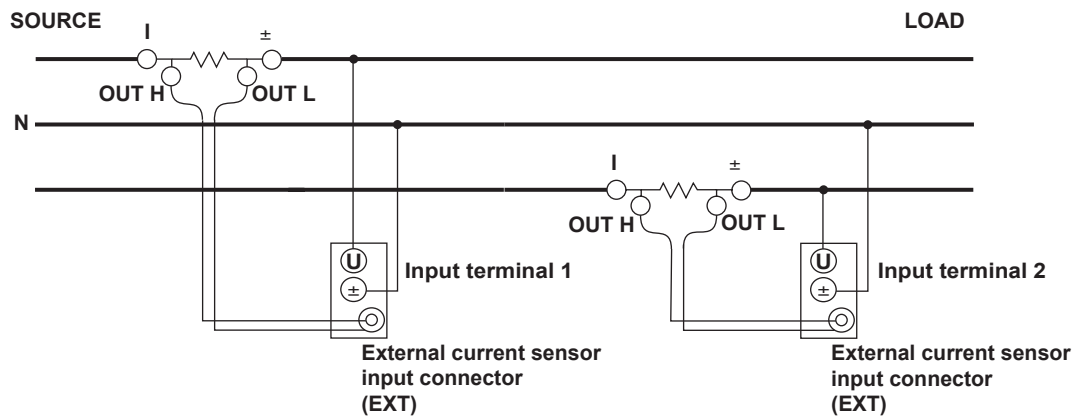 SOURCE
LOAD
I
±
OUT H
OUT L
N
I
±
OUT H
OUT L
U
Input terminal 1
±
U
Input terminal 2
±
External current sensor
input connector
(EXT)
External current sensor
input connector
(EXT)